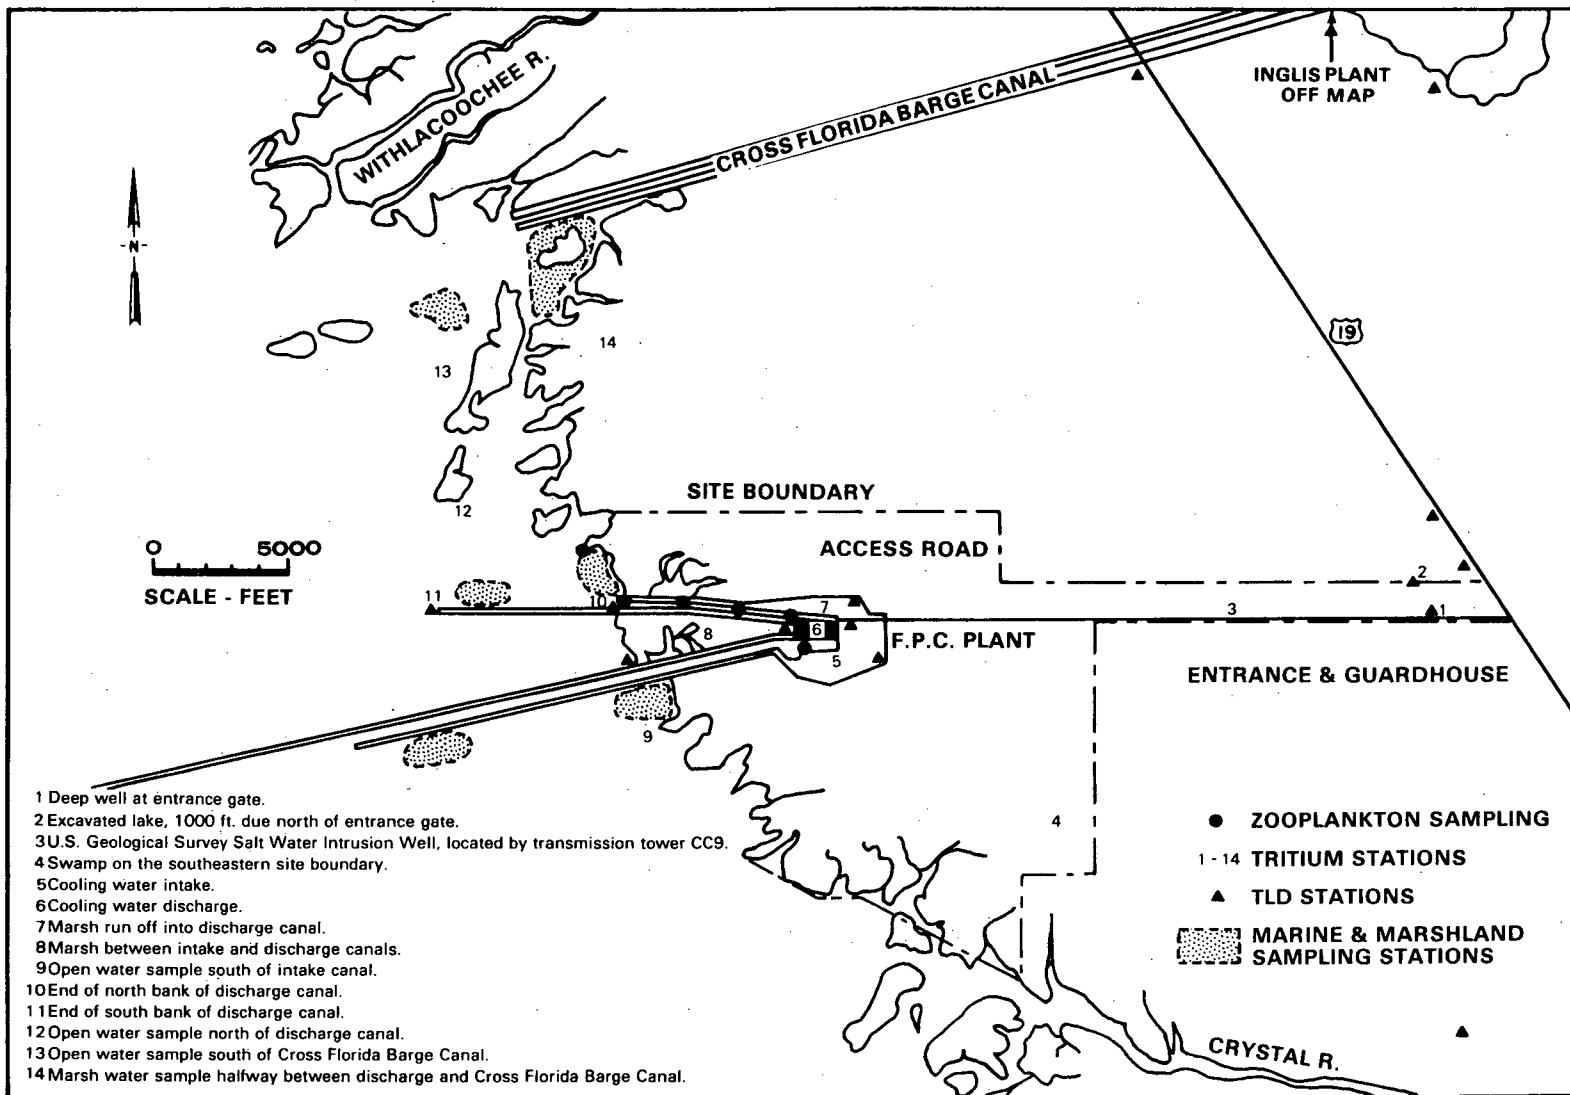 WITHLACOOCHEE R.
CROSS FLORIDA BARGE CANAL
INGLIS PLANT
OFF MAP
-N-
19
14
13
12
SITE BOUNDARY
ACCESS ROAD
0 5000
SCALE - FEET
11
10
7
2
3
1
8
6
5
F.P.C. PLANT
ENTRANCE & GUARDHOUSE
9
4
1 Deep well at entrance gate.
2 Excavated lake, 1000 ft. due north of entrance gate.
3 U.S. Geological Survey Salt Water Intrusion Well, located by transmission tower CC9.
4 Swamp on the southeastern site boundary.
5 Cooling water intake.
6 Cooling water discharge.
7 Marsh run off into discharge canal.
8 Marsh between intake and discharge canals.
9 Open water sample south of intake canal.
10 End of north bank of discharge canal.
11 End of south bank of discharge canal.
12 Open water sample north of discharge canal.
13 Open water sample south of Cross Florida Barge Canal.
14 Marsh water sample halfway between discharge and Cross Florida Barge Canal.
ZOOPLANKTON SAMPLING
1 - 14 TRITIUM STATIONS
TLD STATIONS
MARINE & MARSHLAND
SAMPLING STATIONS
CRYSTAL R.